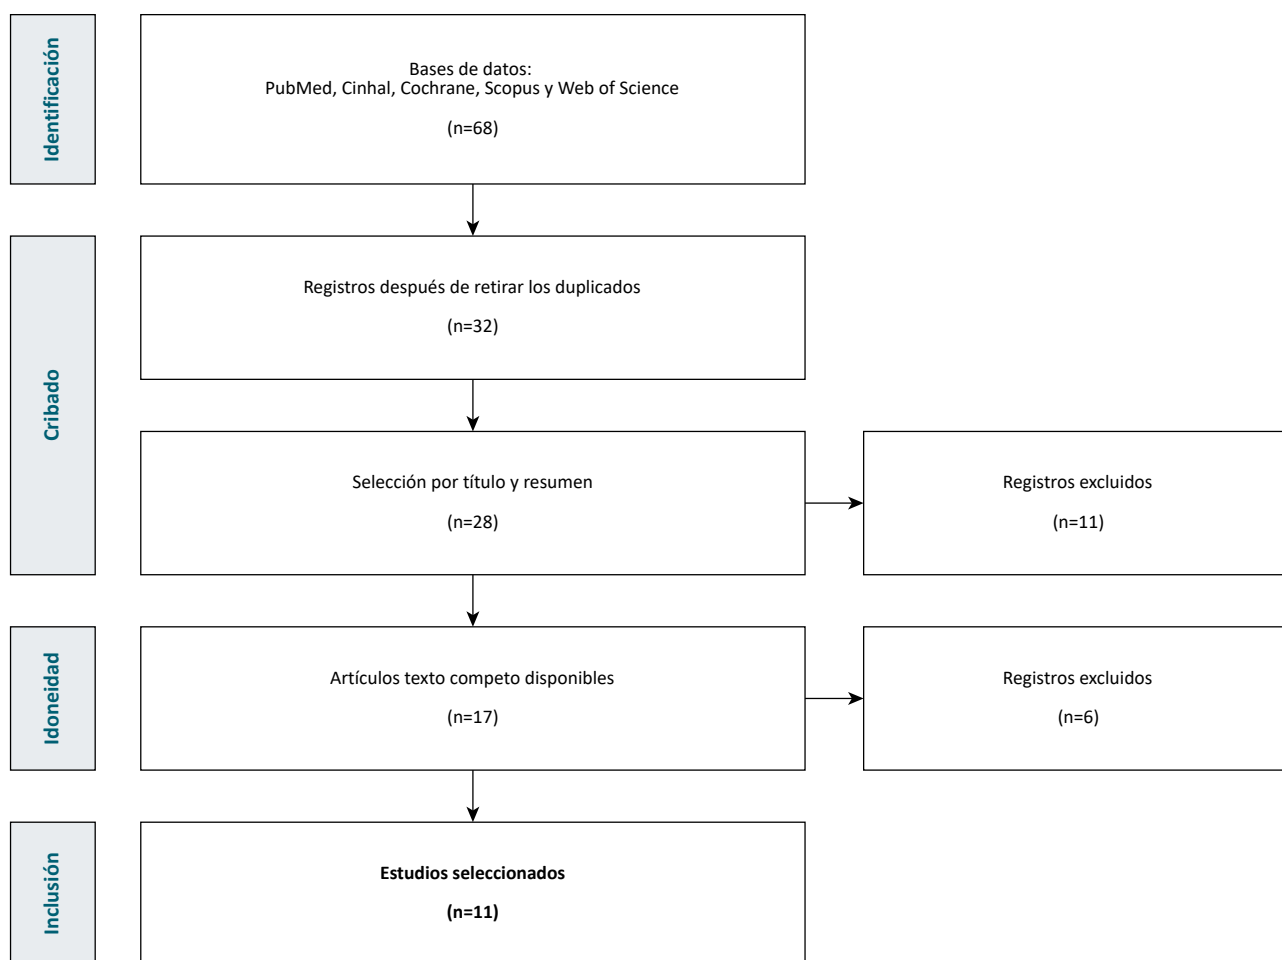 Identificación
Bases de datos:
PubMed, Cinhal, Cochrane, Scopus y Web of Science
(n=68)
Cribado
Registros después de retirar los duplicados
(n=32)
Selección por título y resumen
(n=28)
Registros excluidos
(n=11)
Idoneidad
Artículos texto competo disponibles
(n=17)
Registros excluidos
(n=6)
Inclusión
Estudios seleccionados
(n=11)